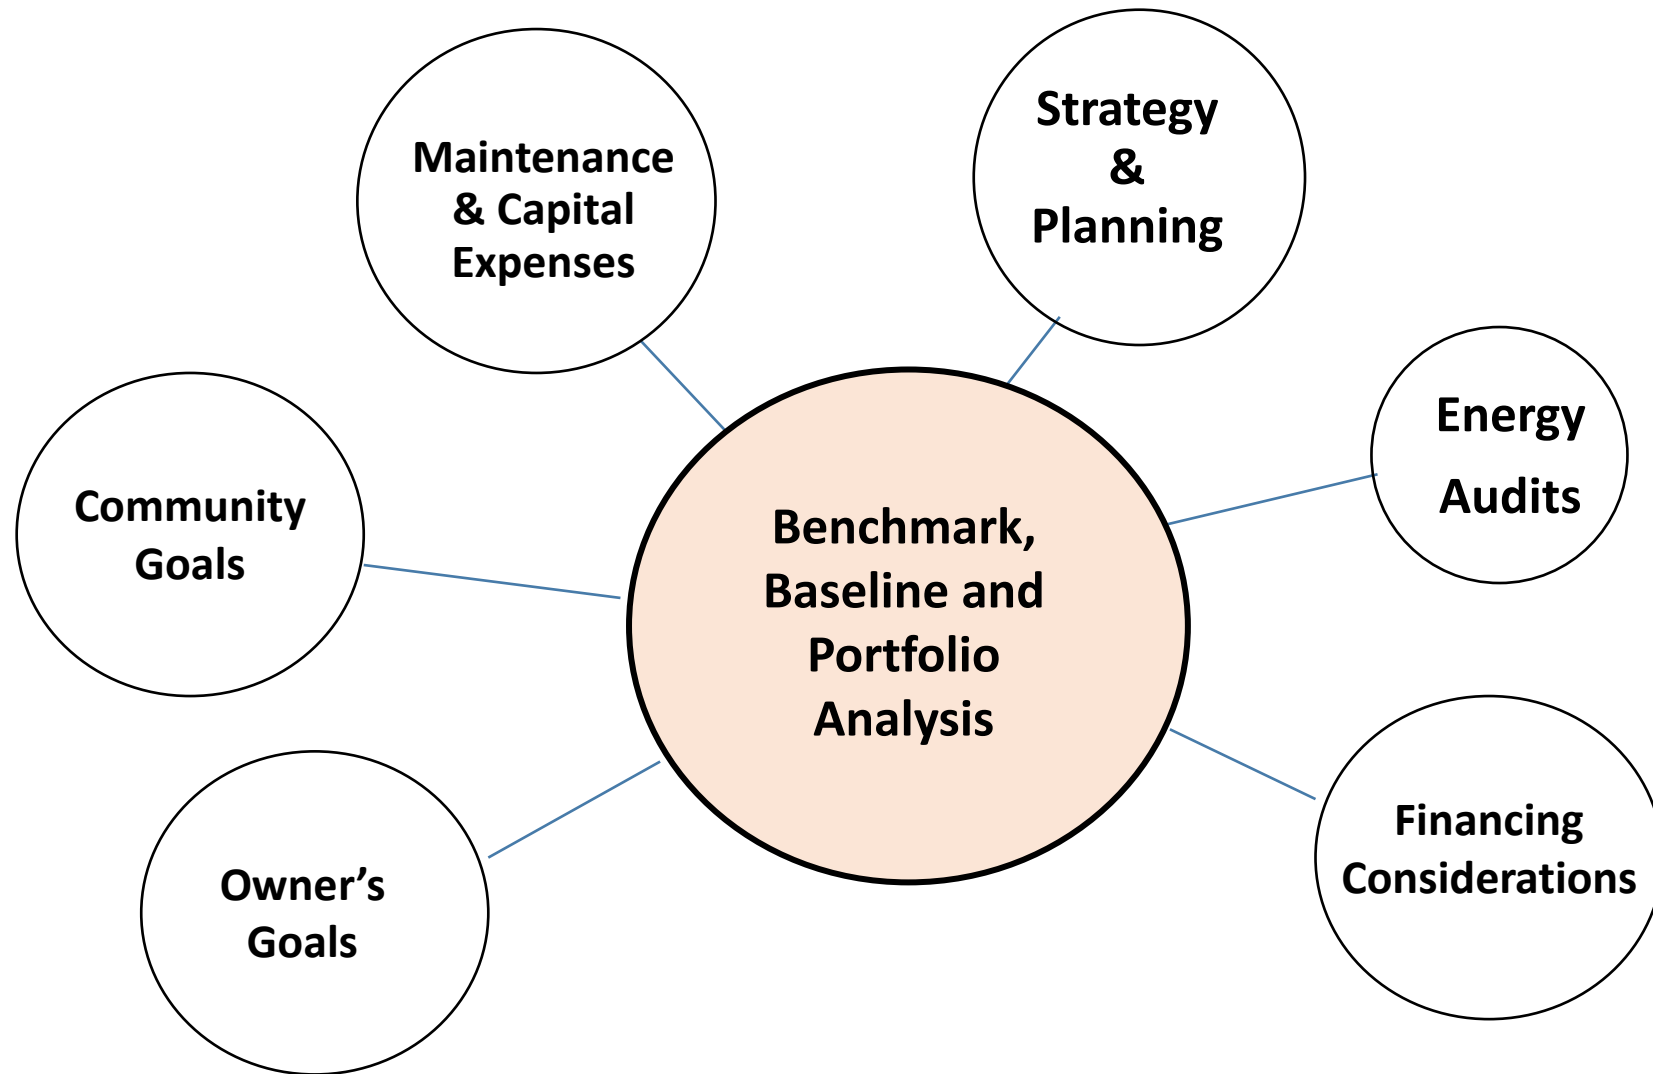 Maintenance
& Capital
Expenses
Strategy
&
Planning
Energy
Audits
Community
Goals
Benchmark,
Baseline and
Portfolio
Analysis
Financing
Considerations
Owner’s
Goals